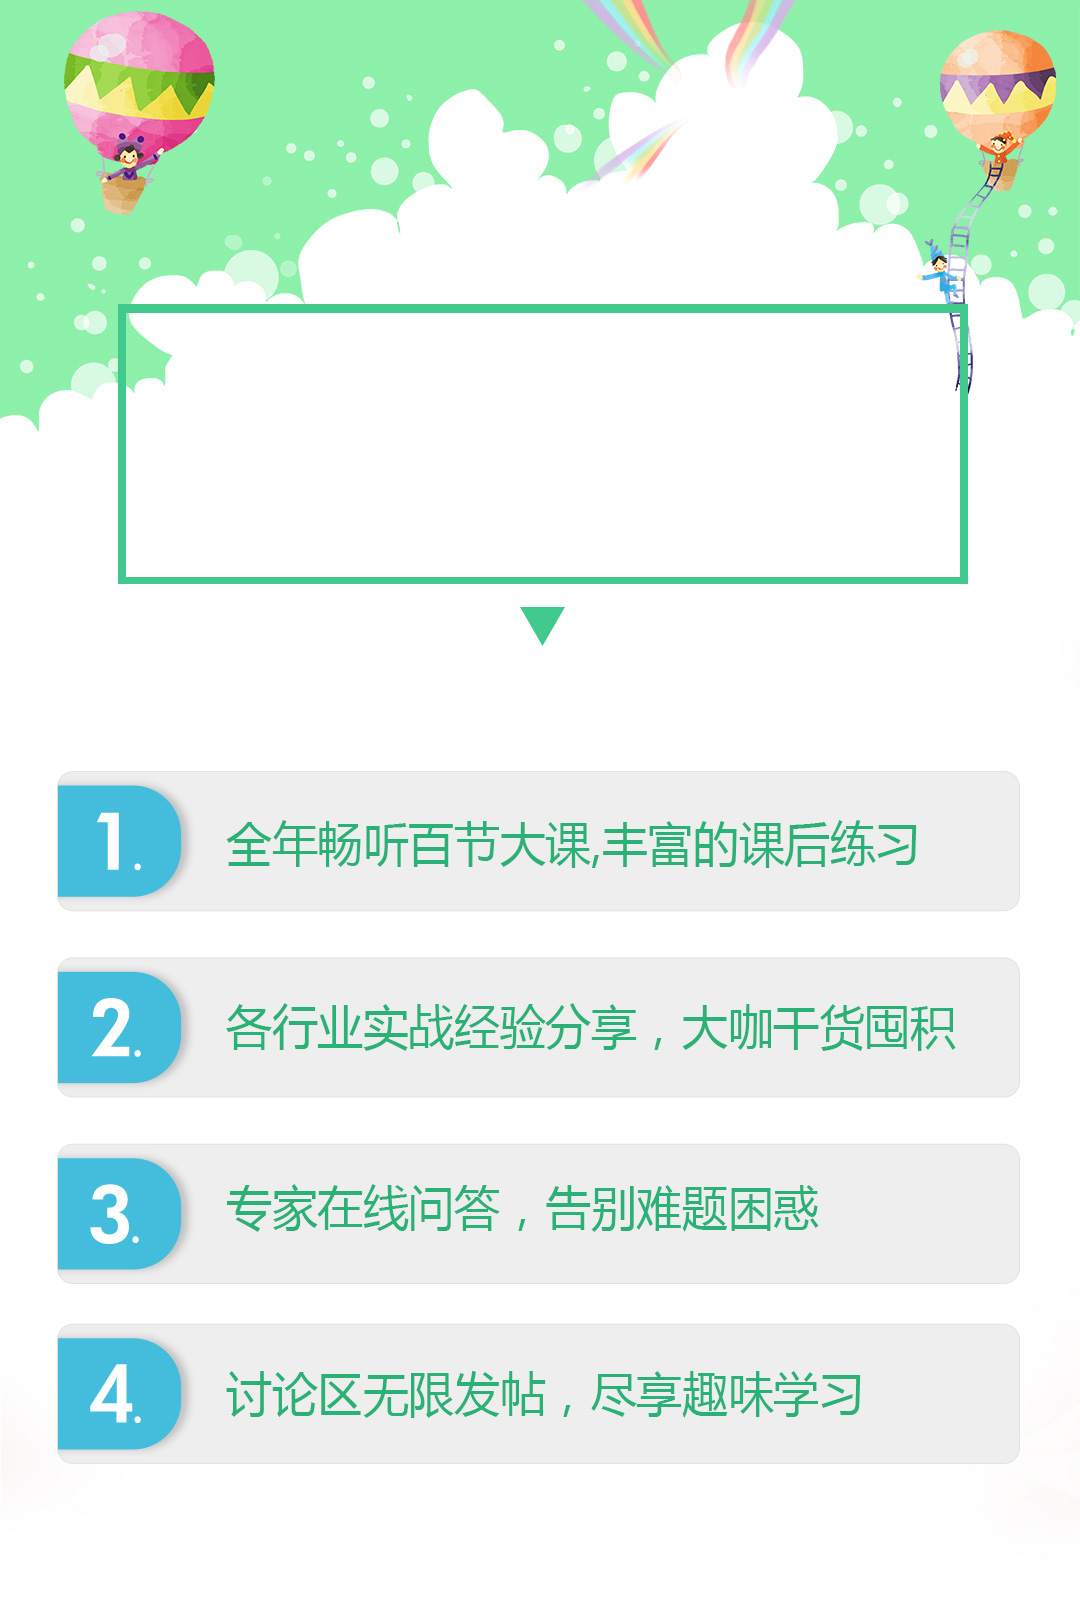 1.
全年畅听百节大课,丰富的课后练习
2.
各行业实战经验分享，大咖干货囤积
3.
专家在线问答，告别难题困惑
4.
讨论区无限发帖，尽享趣味学习